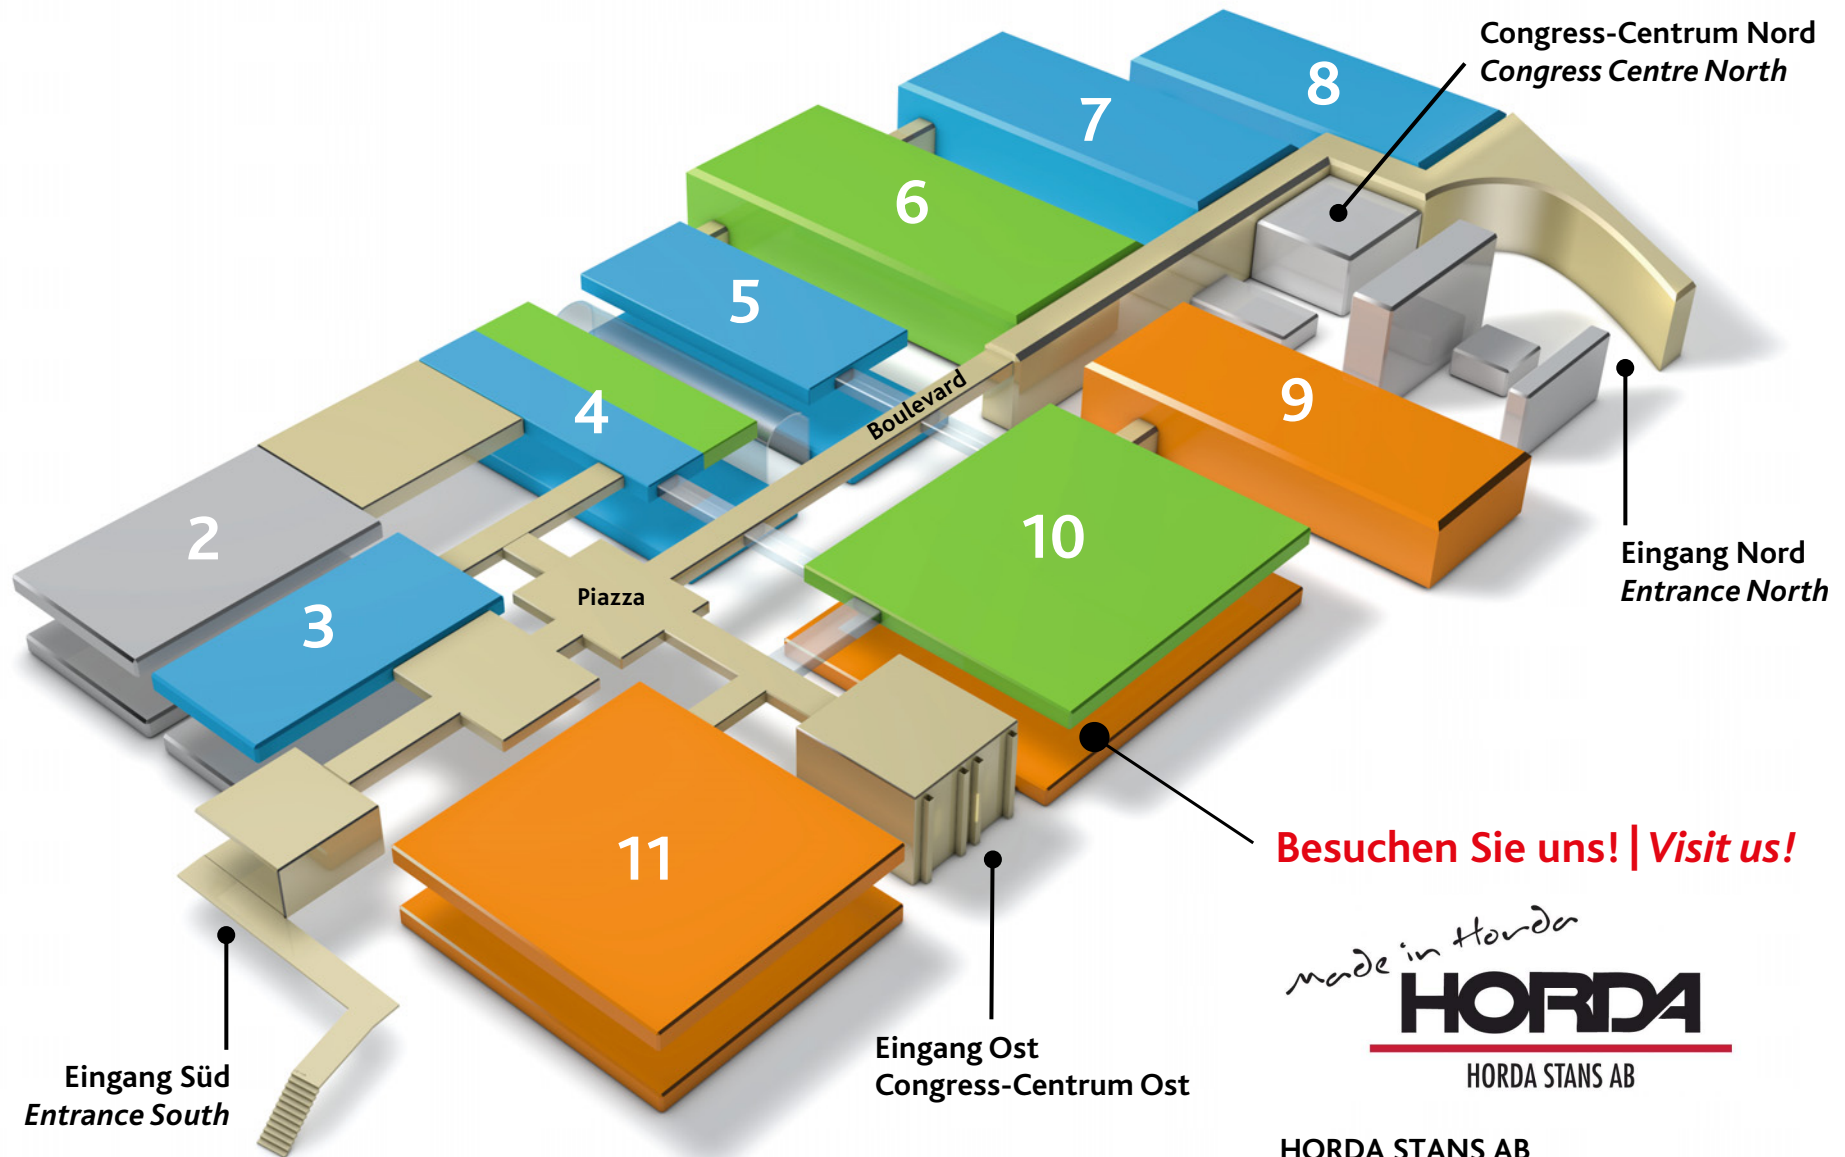 Congress-Centrum Nord
Congress Centre North
8
7
6
5
4
9
Boulevard
10
2
3
Piazza
Eingang Nord
Entrance North
11
Besuchen Sie uns! | Visit us!
made in Horda
HORDA
HORDA STANS AB
Eingang Ost
Congress-Centrum Ost
Eingang Süd
Entrance South
HORDA STANS AB